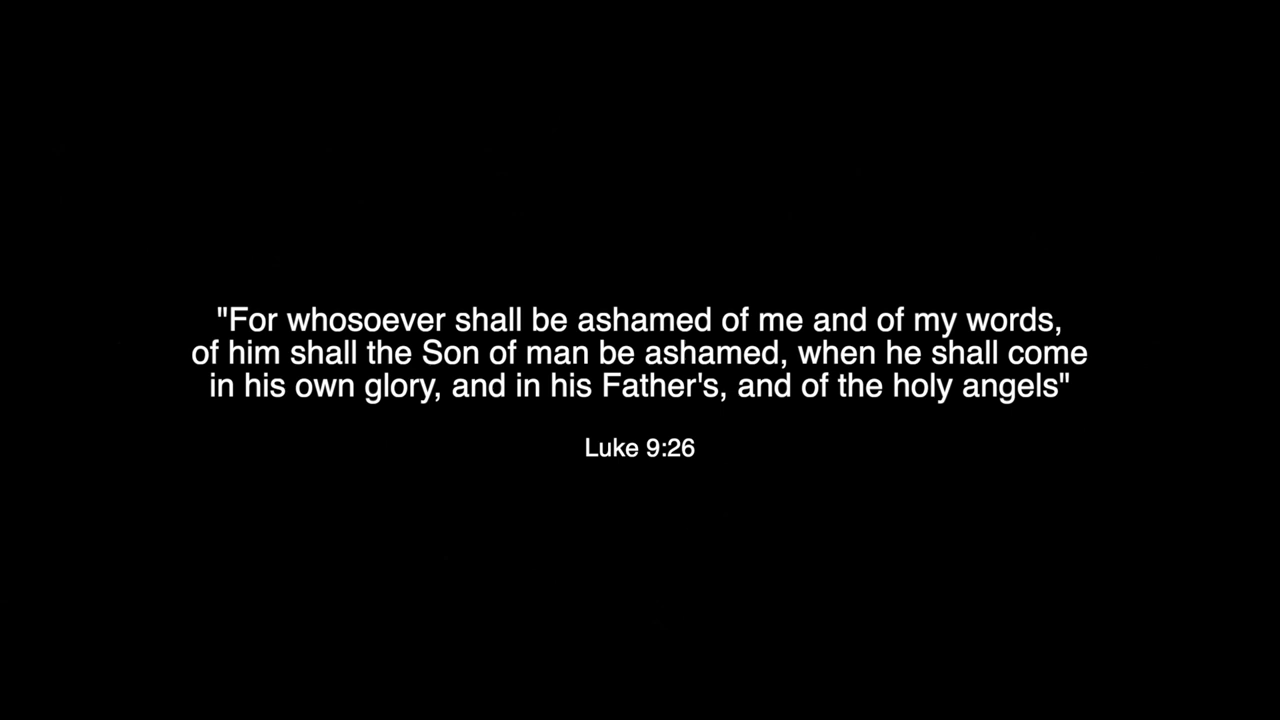 "For whosoever shall be ashamed of me and of my words,
of him shall the Son of man be ashamed, when he shall come
in his own glory, and in his Father's, and of the holy angels"
Luke 9:26